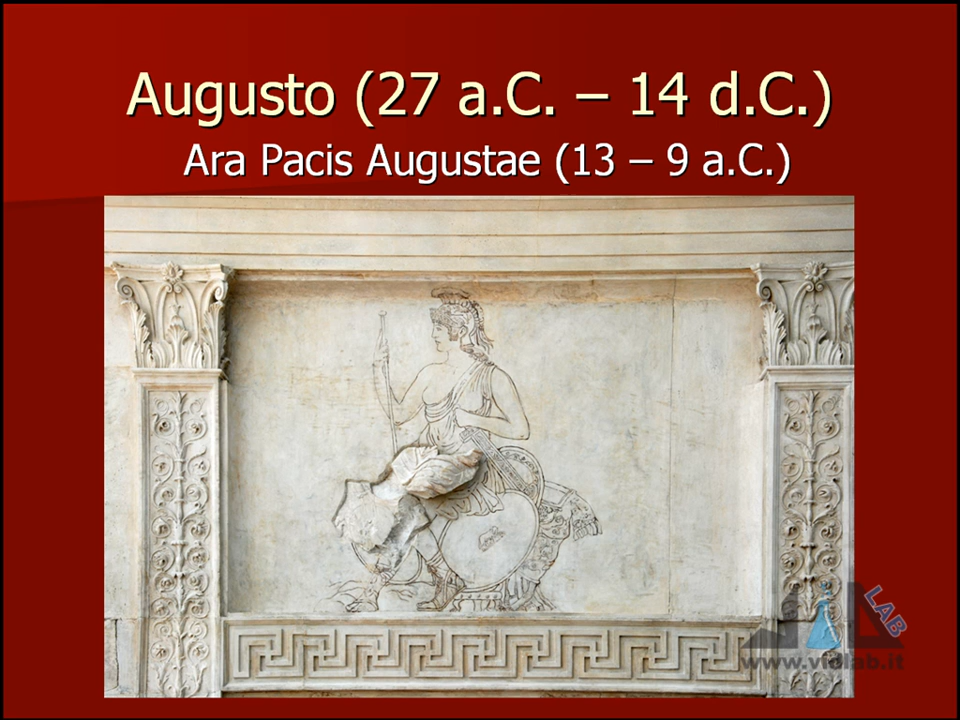 Augusto (27 a.C. – 14 d.C.)
Ara Pacis Augustae (13 – 9 a.C.)
LAB
www.vidlab.it